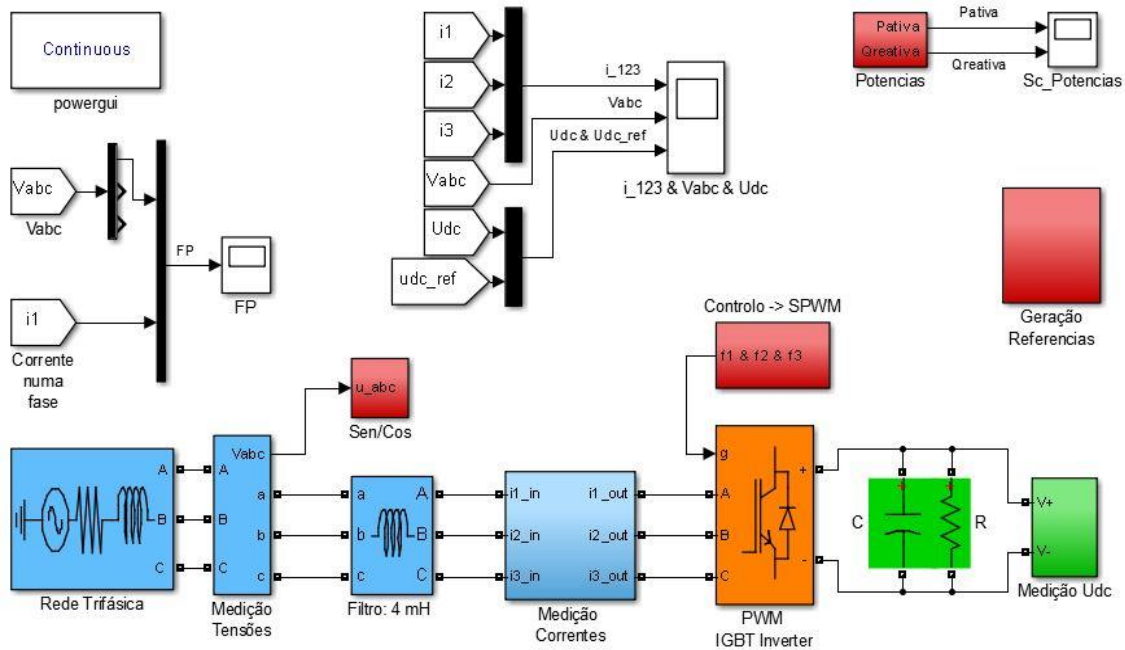 Continuous
powergui
Vabc
Vabc
i1
Corrente
numa
fase
FP
FP
i1
i2
i3
Vabc
Udc
udc_ref
i_123
Vabc
Udc & Udc_ref
i_123 & Vabc & Udc
Pativa
Qreativa
Potencias
Pativa
Qreativa
Sc_Potencias
Geração
Referencias
Controlo -> SPWM
f1 & f2 & f3
u_abc
Sen/Cos
A
B
C
Rede Trifásica
Vabc
A
B
C
a
b
c
Medição
Tensões
a
b
c
A
B
C
Filtro: 4 mH
i1_in
i2_in
i3_in
i1_out
i2_out
i3_out
Medição
Correntes
g
A
B
C
+
-
PWM
IGBT Inverter
C
+
+
R
V+
V-
Medição Udc